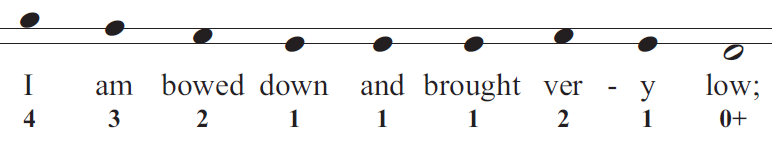 I am bowed down and brought ver - y low;
4 3 2 1 1 1 2 1 0+